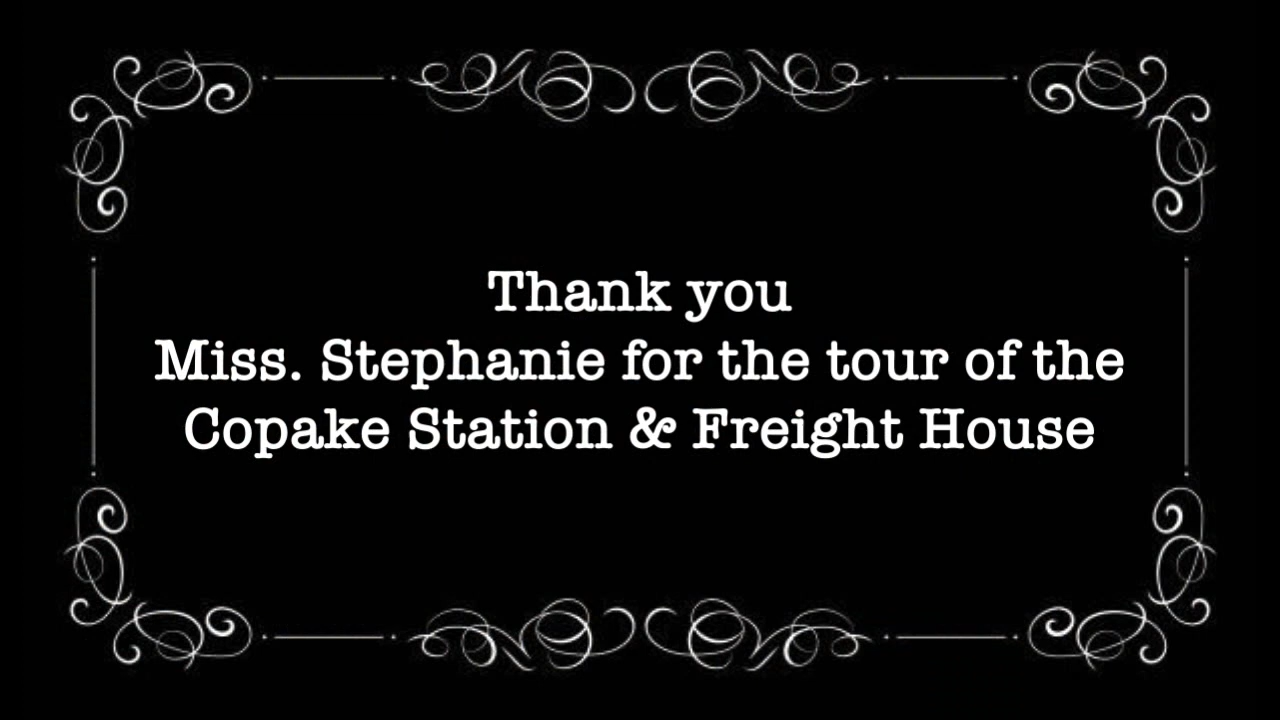 Thank you
Miss. Stephanie for the tour of the
Copake Station & Freight House